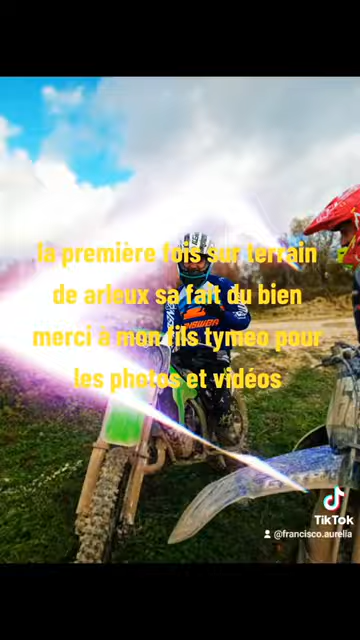 la première fois sur terrain
de arleux sa fait du bien
merci à mon fils tymeo pour
les photos et vidéos
ANSWER
TikTok
@francisco.aurelia